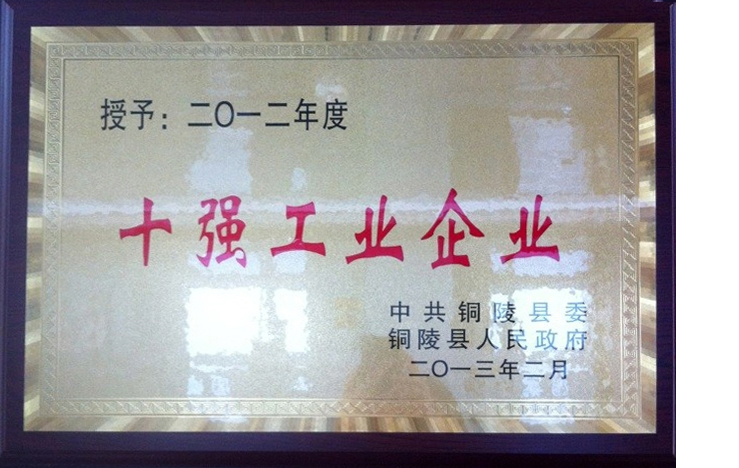 授予：二〇一二年度
十强工业企业
中共铜陵县委
铜陵县人民政府
二〇一三年二月